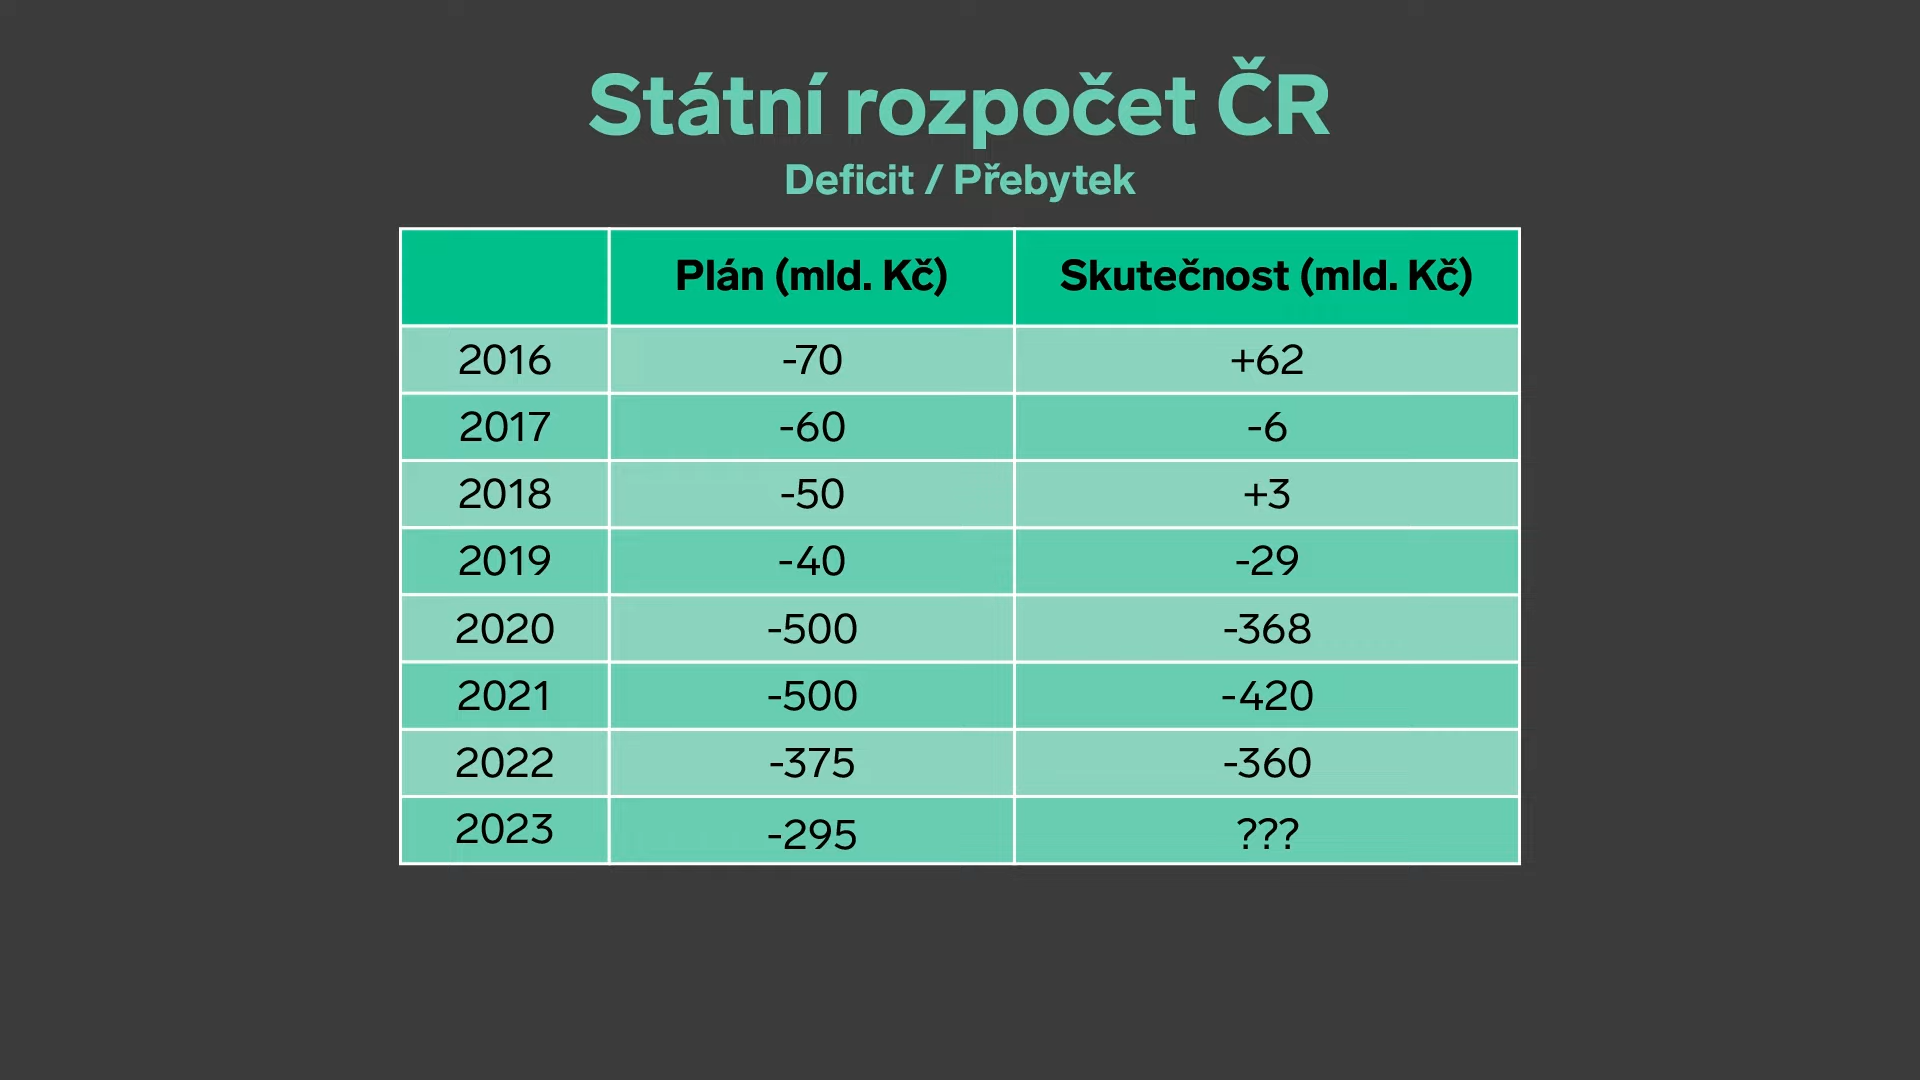 Státní rozpočet ČR
Deficit / Přebytek
Plán (mld. Kč) Skutečnost (mld. Kč)
2016 -70 +62
2017 -60 -6
2018 -50 +3
2019 -40 -29
2020 -500 -368
2021 -500 -420
2022 -375 -360
2023 -295 ???